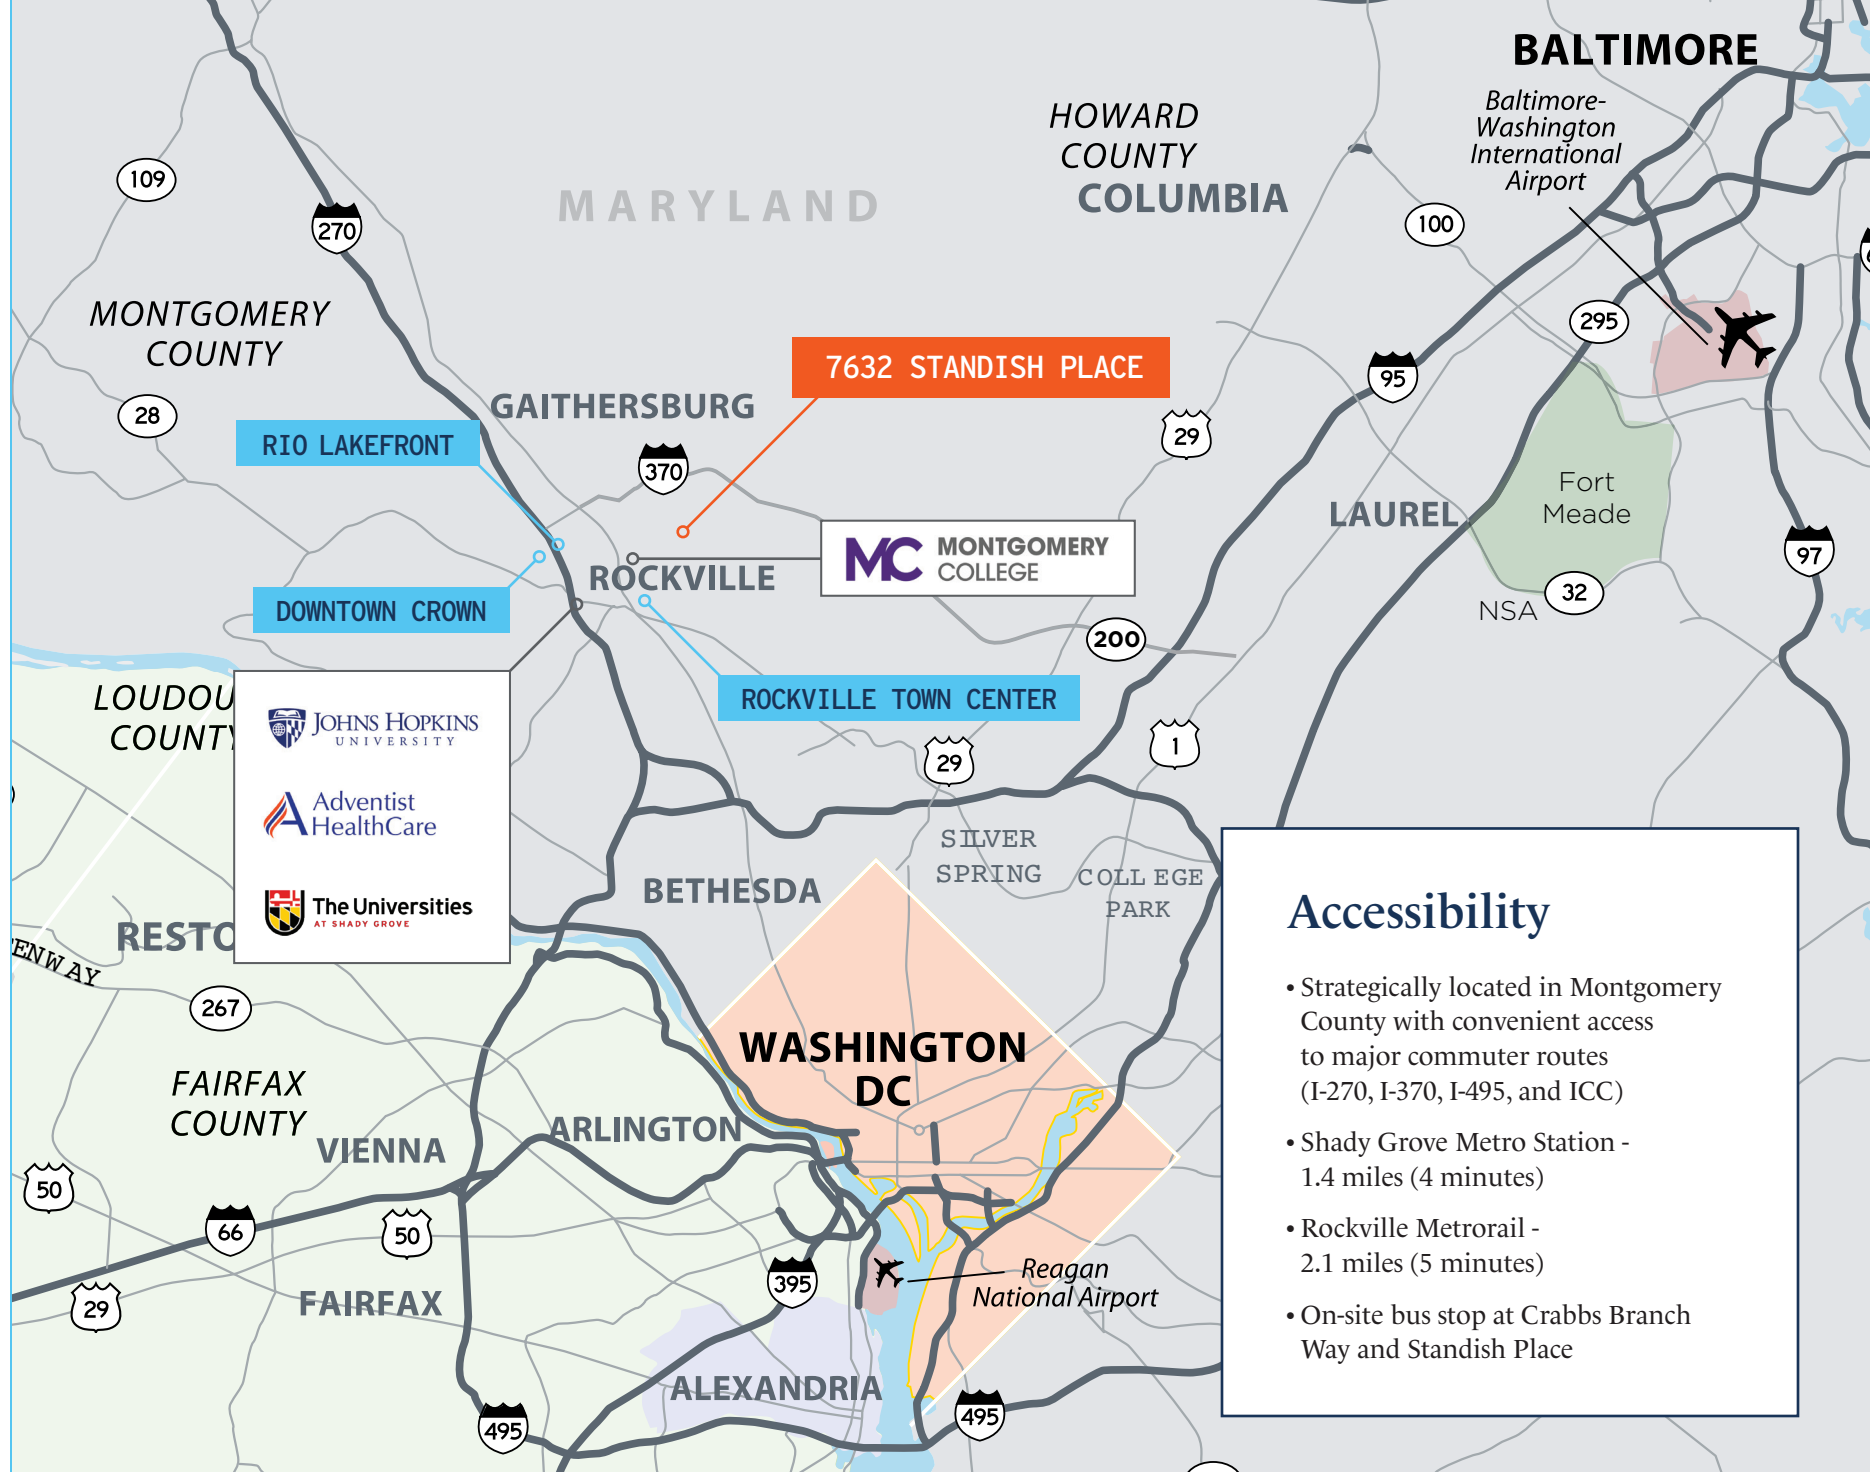 BALTIMORE
Baltimore-
Washington
International
Airport
HOWARD
COUNTY
COLUMBIA
MARYLAND
109
270
100
MONTGOMERY
COUNTY
295
7632 STANDISH PLACE
95
GAITHERSBURG
28
29
RIO LAKEFRONT
370
Fort
Meade
LAUREL
MC MONTGOMERY
COLLEGE
97
ROCKVILLE
32
NSA
DOWNTOWN CROWN
200
LOUDOU
COUNTY
ROCKVILLE TOWN CENTER
JOHNS HOPKINS
UNIVERSITY
1
29
Adventist
HealthCare
SILVER
SPRING
COLLEGE
PARK
BETHESDA
The Universities
AT SHADY GROVE
RESTO
ENWAY
267
WASHINGTON
DC
FAIRFAX
COUNTY
ARLINGTON
VIENNA
50
66
50
395
Reagan
National Airport
29
FAIRFAX
ALEXANDRIA
495
495
Accessibility
• Strategically located in Montgomery
County with convenient access
to major commuter routes
(I-270, I-370, I-495, and ICC)
• Shady Grove Metro Station -
1.4 miles (4 minutes)
• Rockville Metrorail -
2.1 miles (5 minutes)
• On-site bus stop at Crabbs Branch
Way and Standish Place